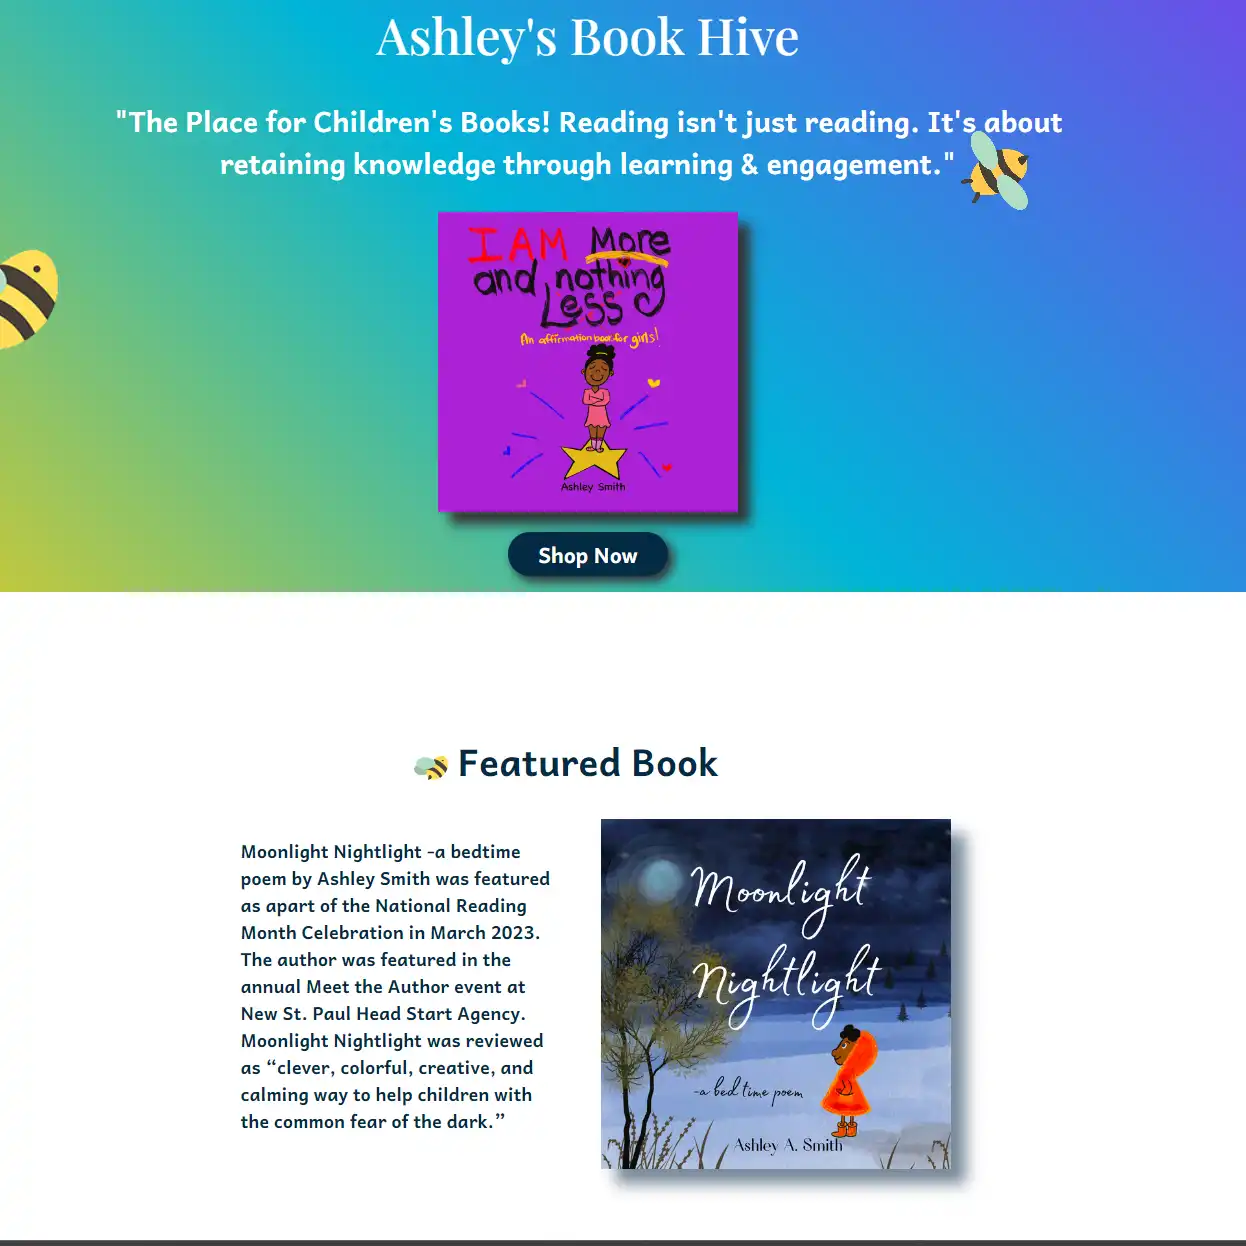 Ashley's Book Hive
"The Place for Children's Books! Reading isn't just reading. It's about
retaining knowledge through learning & engagement."
I AM More
and nothing
Less
An affirmation book for girls!
Ashley Smith
Shop Now
Featured Book
Moonlight Nightlight -a bedtime
poem by Ashley Smith was featured
as apart of the National Reading
Month Celebration in March 2023.
The author was featured in the
annual Meet the Author event at
New St. Paul Head Start Agency.
Moonlight Nightlight was reviewed
as “clever, colorful, creative, and
calming way to help children with
the common fear of the dark.”
Moonlight
Nightlight
-a bed time poem
Ashley A. Smith